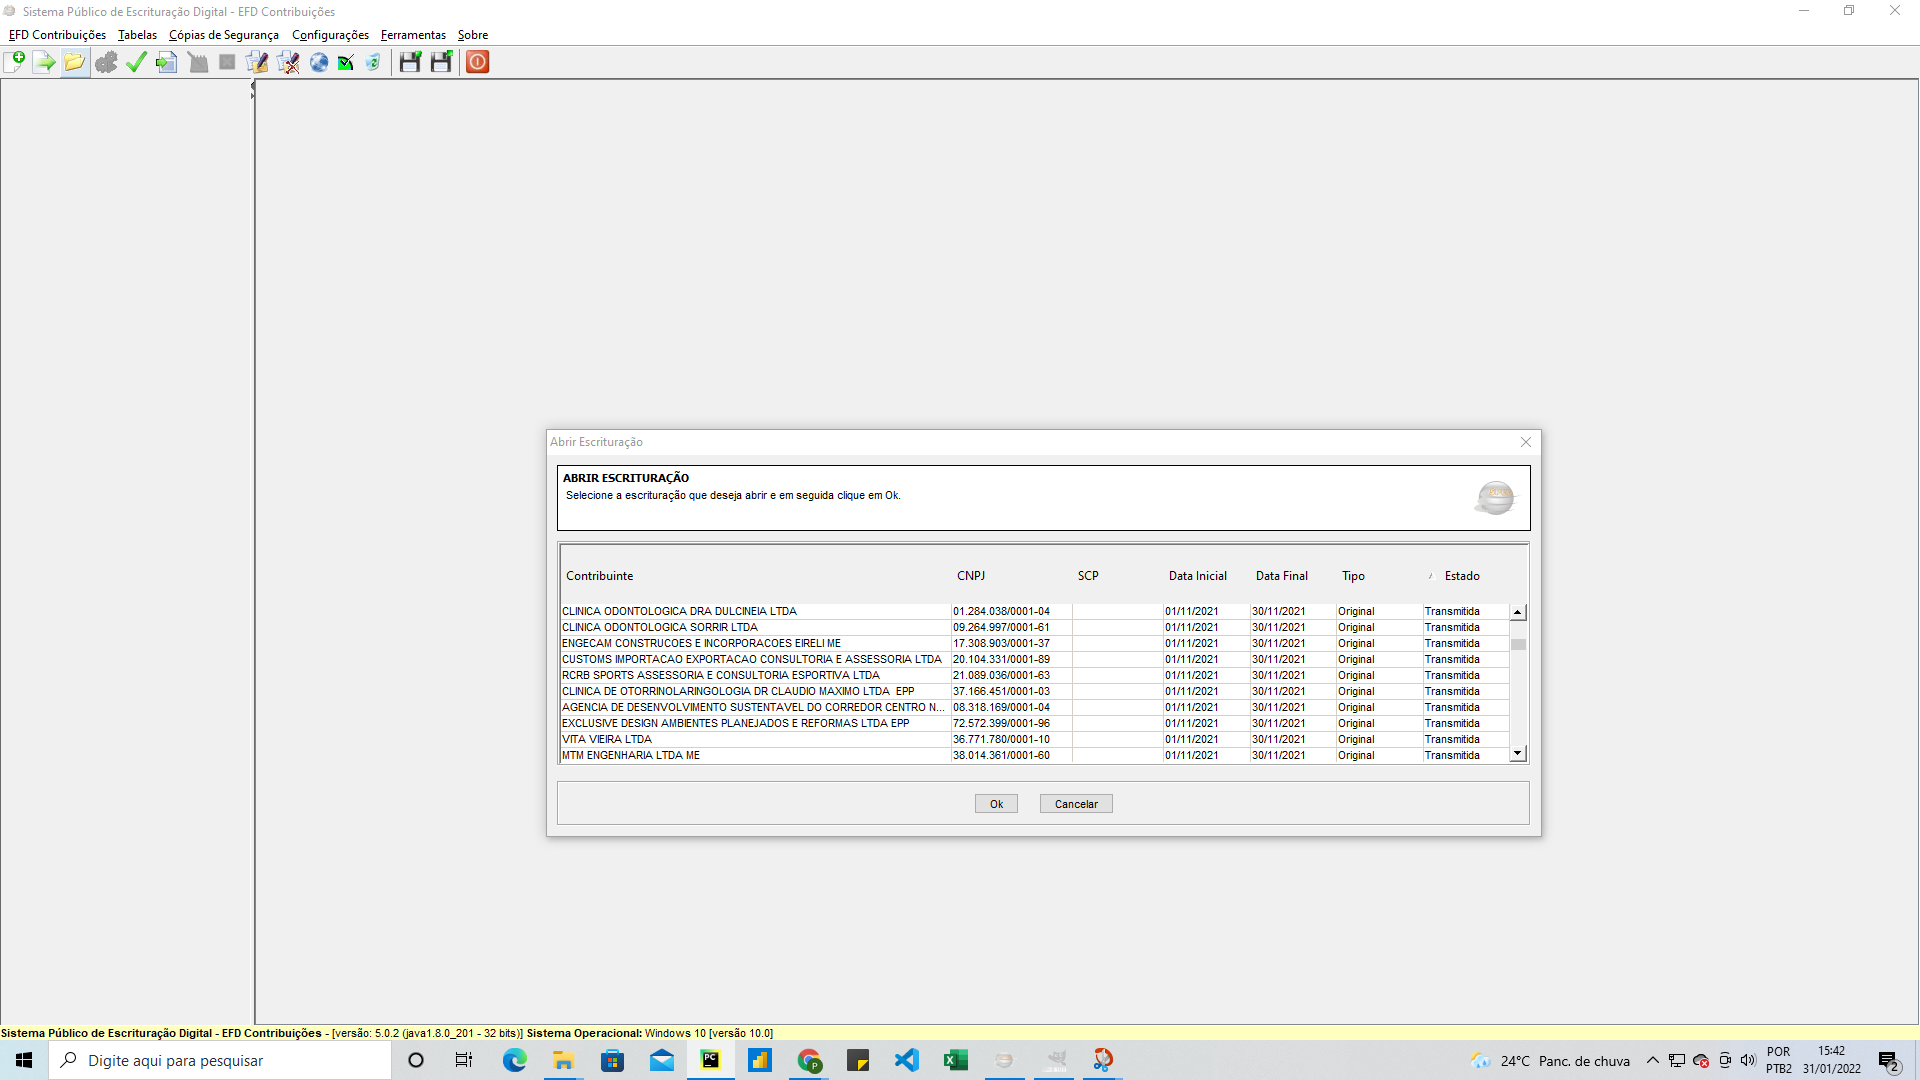 Sistema Público de Escrituração Digital - EFD Contribuições
EFD Contribuições Tabelas Cópias de Segurança Configurações Ferramentas Sobre
Abrir Escrituração
ABRIR ESCRITURAÇÃO
Selecione a escrituração que deseja abrir e em seguida clique em Ok.
Contribuinte CNPJ SCP Data Inicial Data Final Tipo Estado
CLINICA ODONTOLOGICA DRA DULCINEIA LTDA 01.284.038/0001-04 01/11/2021 30/11/2021 Original Transmitida
CLINICA ODONTOLOGICA SORRIR LTDA 09.264.997/0001-61 01/11/2021 30/11/2021 Original Transmitida
ENGECAM CONSTRUCOES E INCORPORACOES EIRELI ME 17.308.903/0001-37 01/11/2021 30/11/2021 Original Transmitida
CUSTOMS IMPORTACAO EXPORTACAO CONSULTORIA E ASSESSORIA LTDA 20.104.331/0001-89 01/11/2021 30/11/2021 Original Transmitida
RCRB SPORTS ASSESSORIA E CONSULTORIA ESPORTIVA LTDA 21.089.036/0001-63 01/11/2021 30/11/2021 Original Transmitida
CLINICA DE OTORRINOLARINGOLOGIA DR CLAUDIO MAXIMO LTDA EPP 37.166.451/0001-03 01/11/2021 30/11/2021 Original Transmitida
AGENCIA DE DESENVOLVIMENTO SUSTENTAVEL DO CORREDOR CENTRO N... 08.318.169/0001-04 01/11/2021 30/11/2021 Original Transmitida
EXCLUSIVE DESIGN AMBIENTES PLANEJADOS E REFORMAS LTDA EPP 72.572.399/0001-96 01/11/2021 30/11/2021 Original Transmitida
VITA VIEIRA LTDA 36.771.780/0001-10 01/11/2021 30/11/2021 Original Transmitida
MTM ENGENHARIA LTDA ME 38.014.361/0001-60 01/11/2021 30/11/2021 Original Transmitida
Ok Cancelar
Sistema Público de Escrituração Digital - EFD Contribuições - [versão: 5.0.2 (java1.8.0_201 - 32 bits)] Sistema Operacional: Windows 10 [versão 10.0]
Digite aqui para pesquisar
PC
P
24°C Panc. de chuva
POR
PTB2
15:42
31/01/2022
2